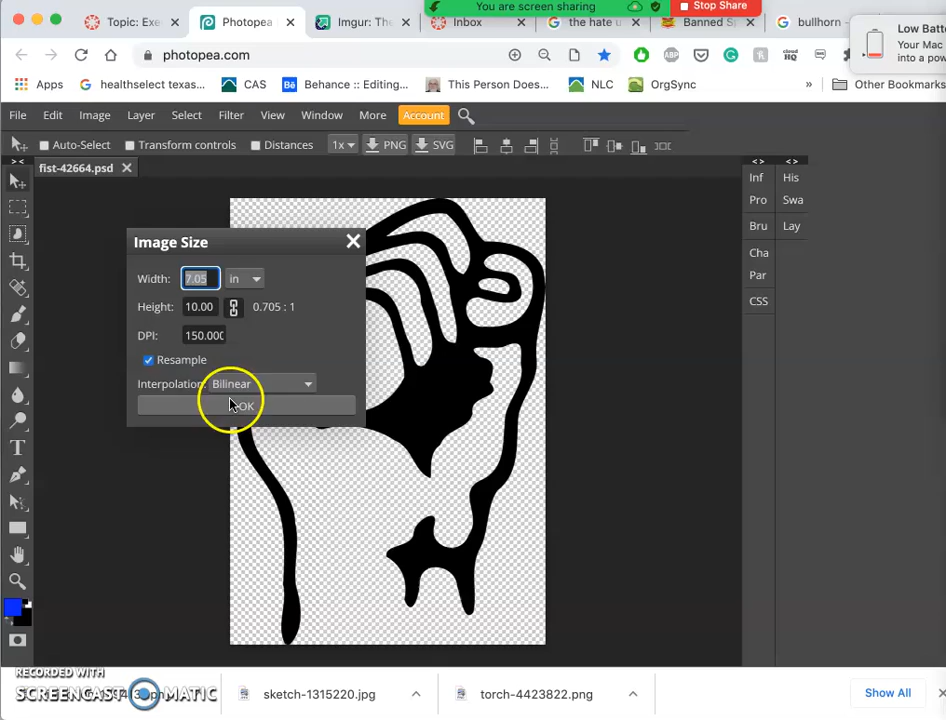 You are screen sharing
Stop Share
Topic: Exe
Photopea
Imgur: The
Inbox
the hate u
Banned S
bullhorn
Low Batt
Your Mac
into a pow
photopea.com
ABP
cloud HQ
Apps
healthselect texas...
CAS
Behance :: Editing...
This Person Does...
NLC
OrgSync
»
Other Bookmarks
File Edit Image Layer Select Filter View Window More Account
Auto-Select Transform controls Distances 1x PNG SVG
fist-42664.psd
Image Size
Width: 7.05 in
Height: 10.00 0.705 : 1
DPI: 150.000
Resample
Interpolation: Bilinear
OK
> <
< >
< >
Inf
His
Pro
Swa
Bru
Lay
Cha
Par
CSS
RECORDED WITH
SCREENCAST MATIC
sketch-1315220.jpg
torch-4423822.png
Show All